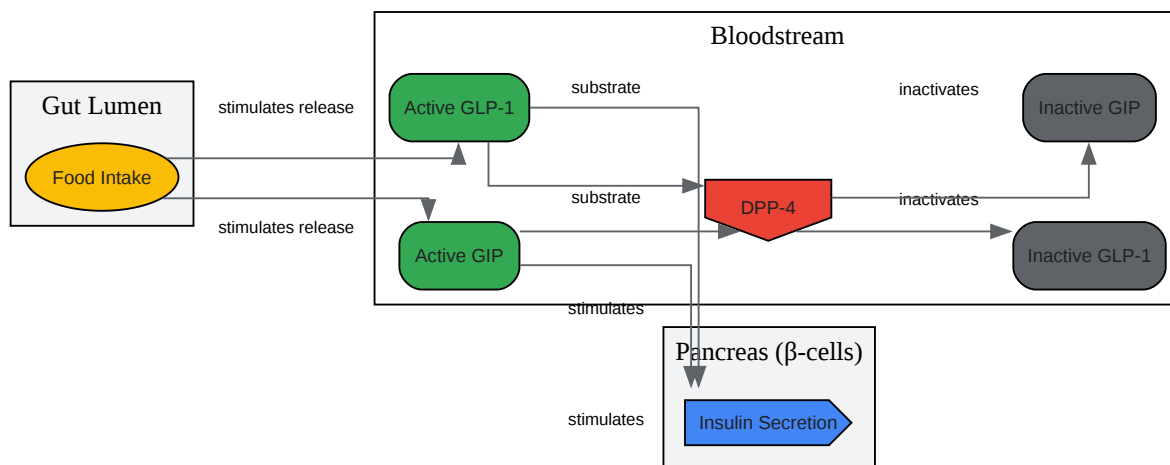 Bloodstream
Gut Lumen
stimulates release
Active GLP-1
substrate
inactivates
Inactive GIP
Food Intake
substrate
DPP-4
inactivates
stimulates release
Active GIP
Inactive GLP-1
stimulates
Pancreas (β-cells)
stimulates
Insulin Secretion